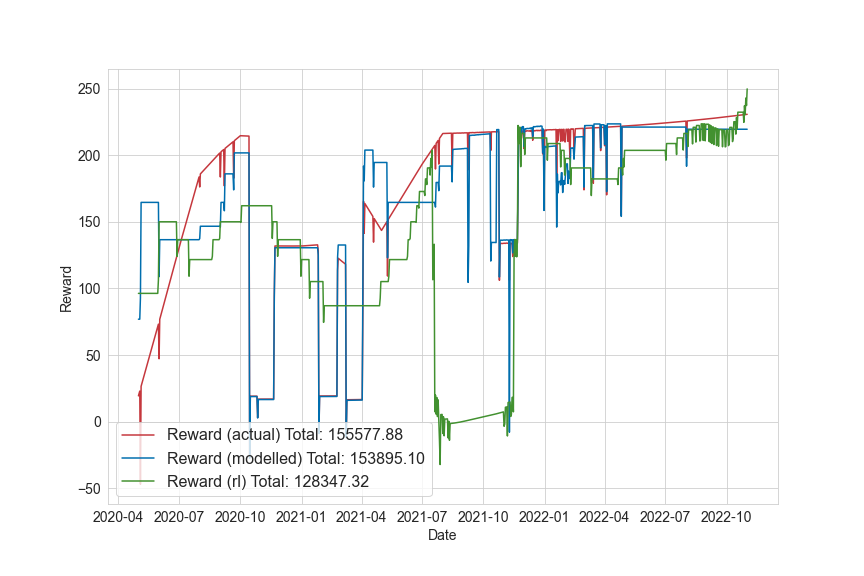 250
200
150
100
50
0
−50
Reward
Reward (actual) Total: 155577.88
Reward (modelled) Total: 153895.10
Reward (rl) Total: 128347.32
2020-04 2020-07 2020-10 2021-01 2021-04 2021-07 2021-10 2022-01 2022-04 2022-07 2022-10
Date